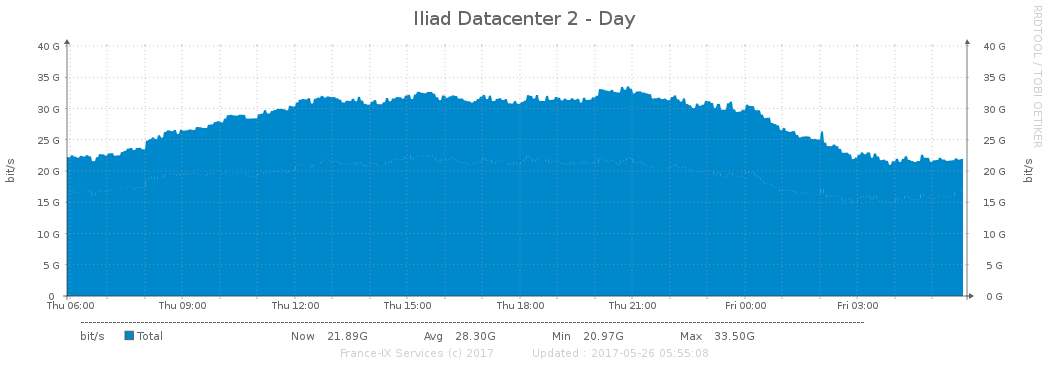 Iliad Datacenter 2 - Day
RRDTOOL / TOBI OETIKER
40 G 40 G
35 G 35 G
30 G 30 G
25 G 25 G
20 G 20 G
15 G 15 G
10 G 10 G
5 G 5 G
0 0 G
bit/s bit/s
Thu 06:00 Thu 09:00 Thu 12:00 Thu 15:00 Thu 18:00 Thu 21:00 Fri 00:00 Fri 03:00
bit/s Total Now 21.89G Avg 28.30G Min 20.97G Max 33.50G
France-IX Services (c) 2017 Updated : 2017-05-26 05:55:08